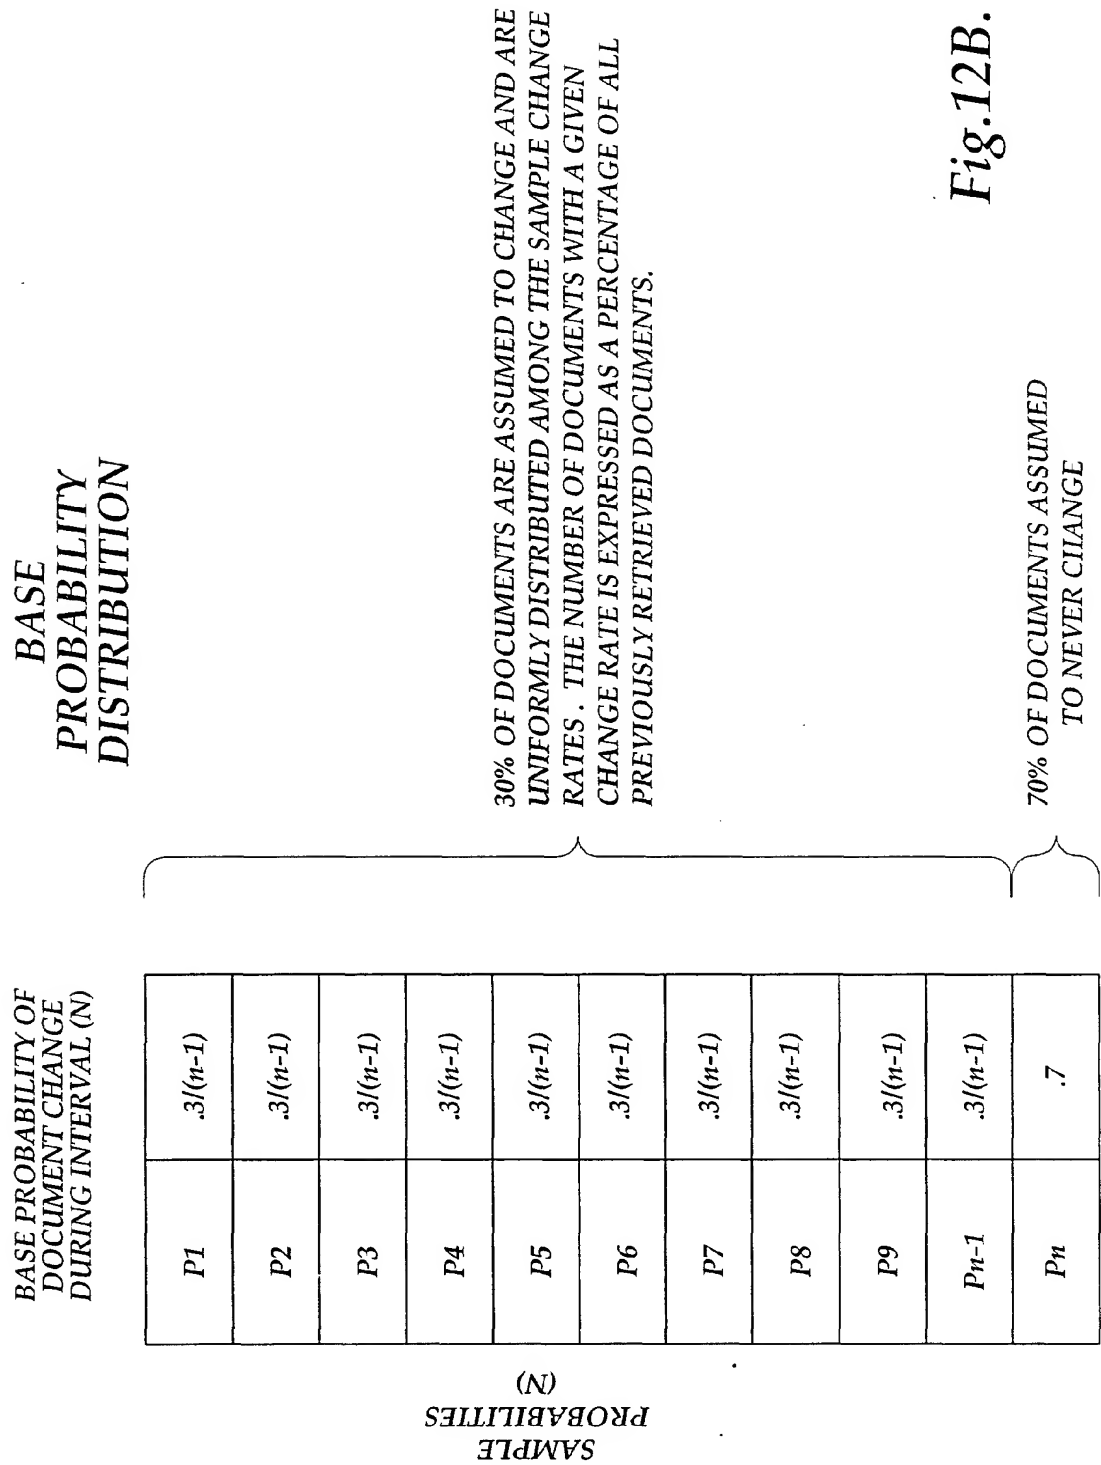 BASE PROBABILITY OF
DOCUMENT CHANGE
DURING INTERVAL (N)
BASE
PROBABILITY
DISTRIBUTION
SAMPLE
PROBABILITIES
(N)
P1 .3/(n-1)
P2 .3/(n-1)
P3 .3/(n-1)
P4 .3/(n-1)
P5 .3/(n-1)
P6 .3/(n-1)
P7 .3/(n-1)
P8 .3/(n-1)
P9 .3/(n-1)
Pn-1 .3/(n-1)
Pn .7
30% OF DOCUMENTS ARE ASSUMED TO CHANGE AND ARE
UNIFORMLY DISTRIBUTED AMONG THE SAMPLE CHANGE
RATES. THE NUMBER OF DOCUMENTS WITH A GIVEN
CHANGE RATE IS EXPRESSED AS A PERCENTAGE OF ALL
PREVIOUSLY RETRIEVED DOCUMENTS.
70% OF DOCUMENTS ASSUMED
TO NEVER CHANGE
Fig.12B.